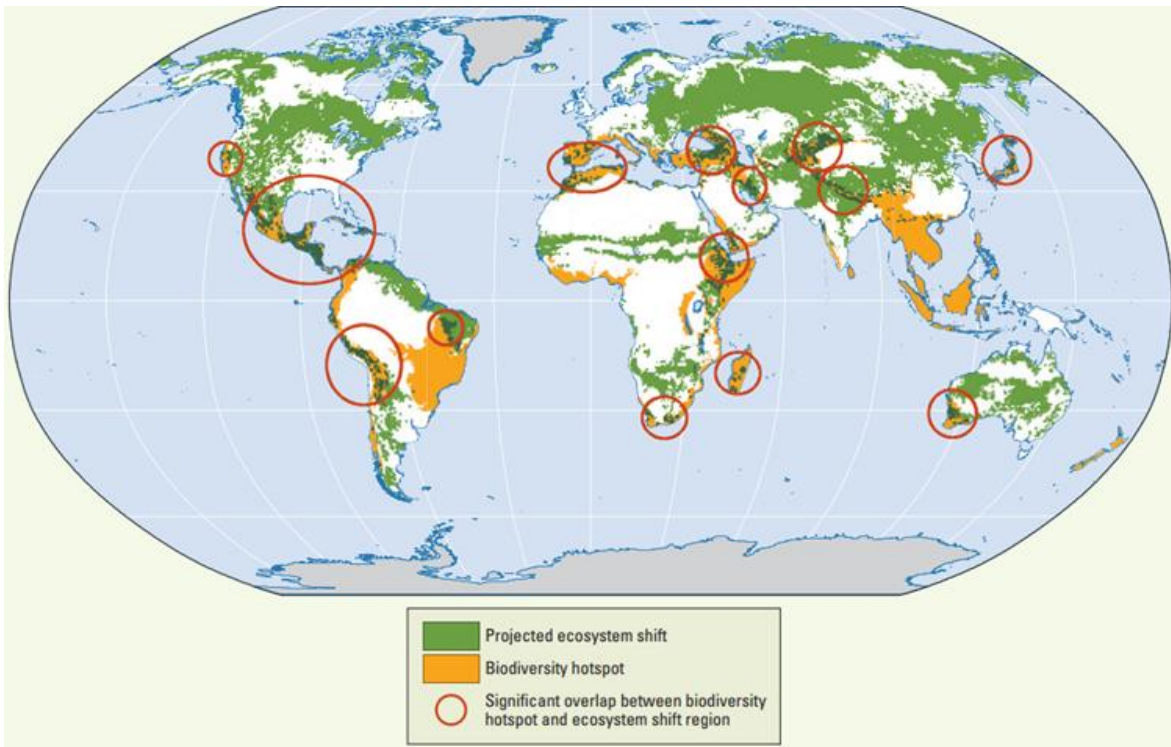 Projected ecosystem shift
Biodiversity hotspot
Significant overlap between biodiversity
hotspot and ecosystem shift region